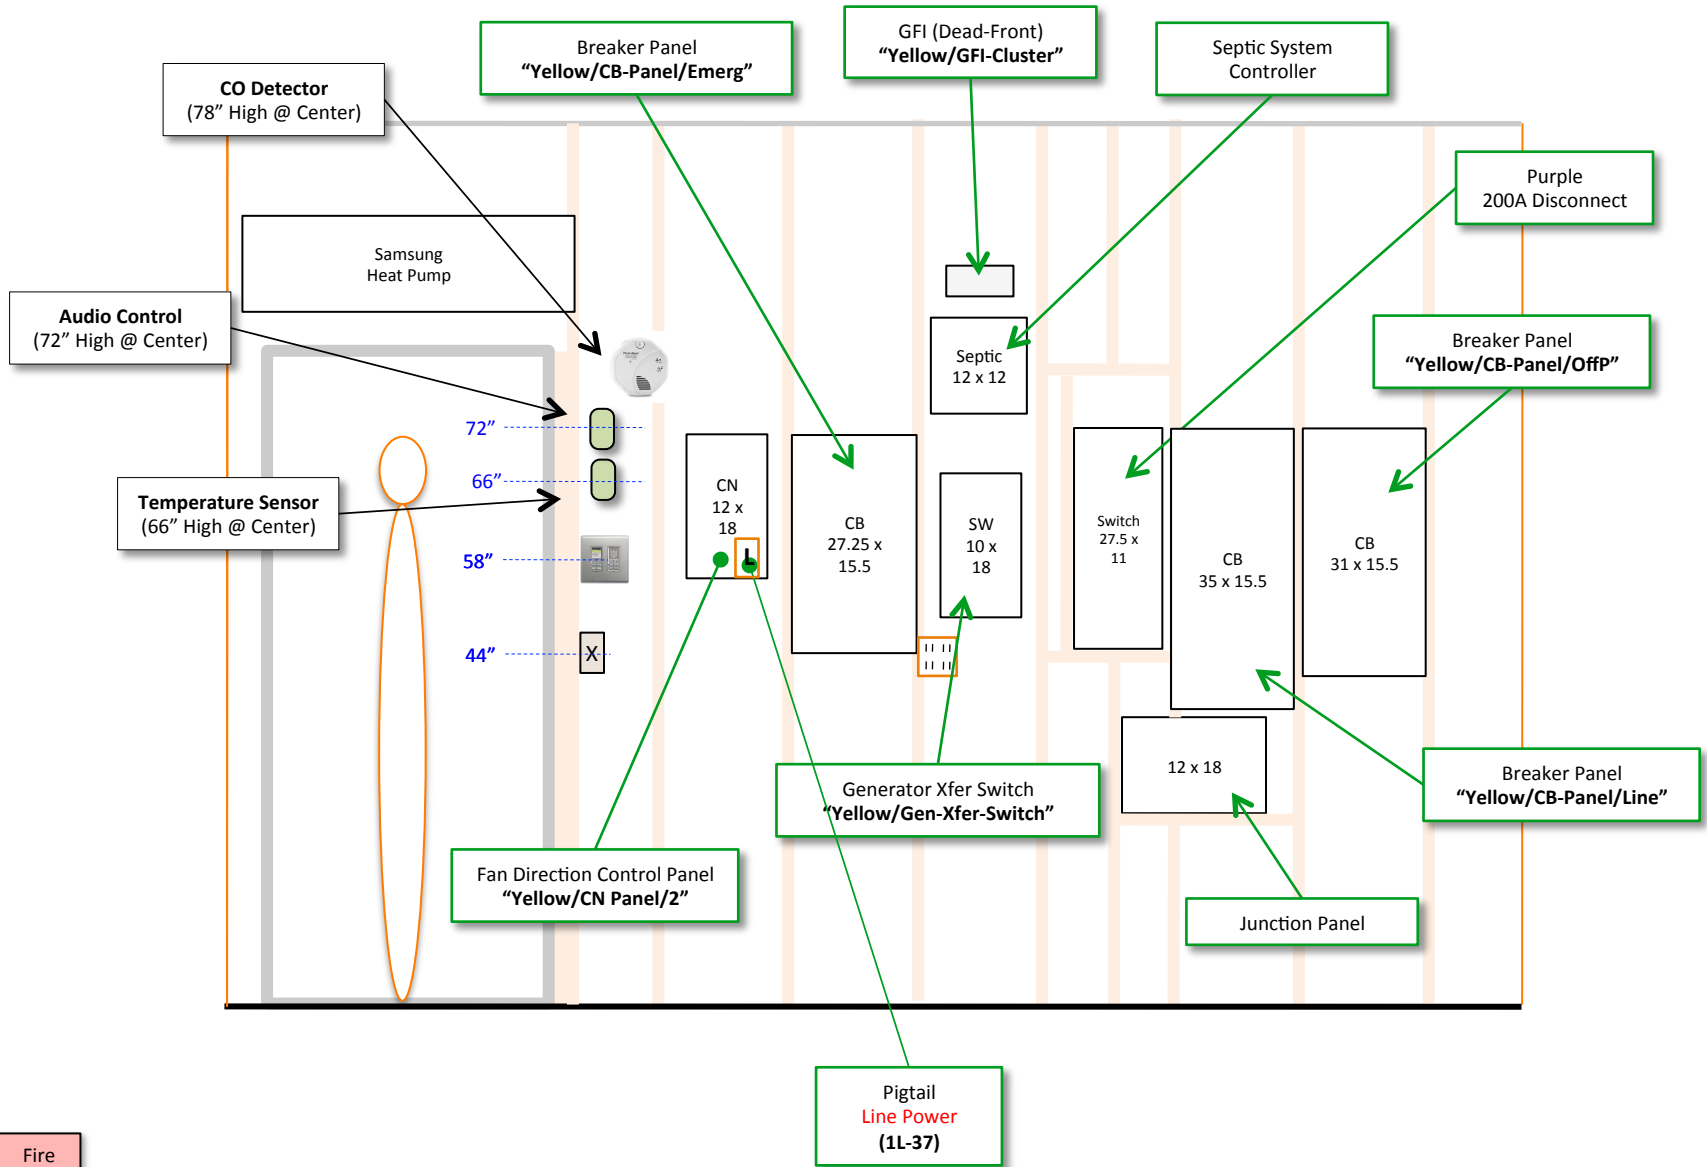 Breaker Panel
“Yellow/CB-Panel/Emerg”
GFI (Dead-Front)
“Yellow/GFI-Cluster”
Septic System
Controller
CO Detector
(78” High @ Center)
Purple
200A Disconnect
Samsung
Heat Pump
Audio Control
(72” High @ Center)
Breaker Panel
“Yellow/CB-Panel/OffP”
Septic
12 x 12
72”
66”
Temperature Sensor
(66” High @ Center)
58”
44”
X
CN
12 x
18
L
CB
27.25 x
15.5
SW
10 x
18
Switch
27.5 x
11
CB
35 x 15.5
CB
31 x 15.5
12 x 18
Generator Xfer Switch
“Yellow/Gen-Xfer-Switch”
Breaker Panel
“Yellow/CB-Panel/Line”
Fan Direction Control Panel
“Yellow/CN Panel/2”
Junction Panel
Pigtail
Line Power
(1L-37)
Fire